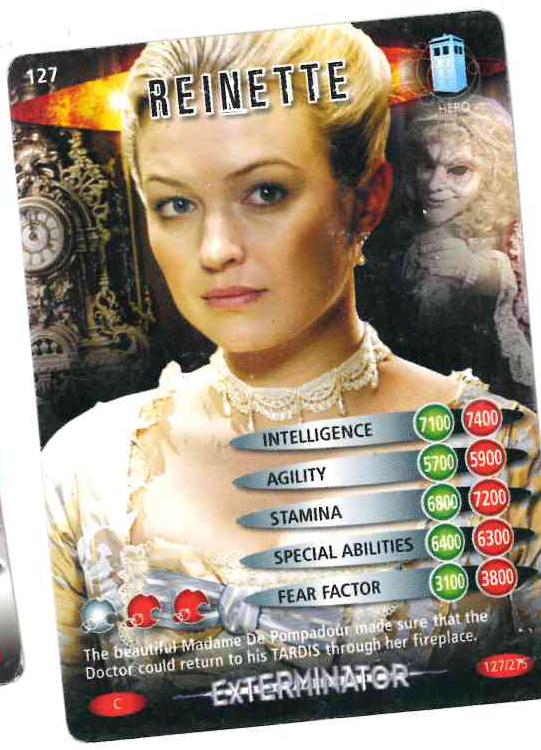 127
REINETTE
HERO
INTELLIGENCE 7100 7400
AGILITY 5700 5900
STAMINA 6800 7200
SPECIAL ABILITIES 6400 6300
FEAR FACTOR 3100 3800
The beautiful Madame De Pompadour made sure that the
Doctor could return to his TARDIS through her fireplace.
C
EXTERMINATOR
127/275